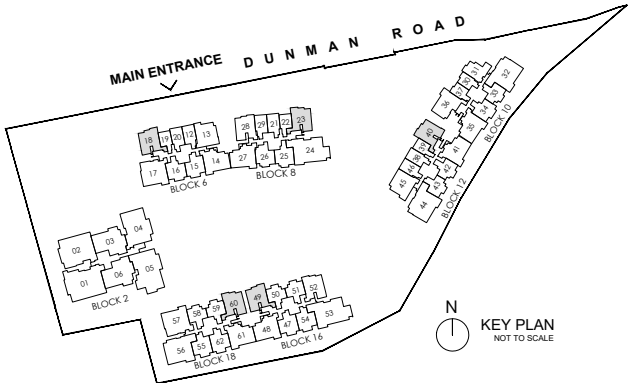 DUNMAN ROAD
MAIN ENTRANCE
18 19 20 12 13
17 16 15 14
BLOCK 6
28 29 21 22 23
27 26 25 24
BLOCK 8
31 32
30
37 33
36 34
35
BLOCK 10
40 41
39
38 42
46 43
45 44
BLOCK 12
02 03 04
01 06 05
BLOCK 2
57 58 59 60
56 55 62 61
BLOCK 18
49 50 51 52
48 47 54 53
BLOCK 16
N
KEY PLAN
NOT TO SCALE